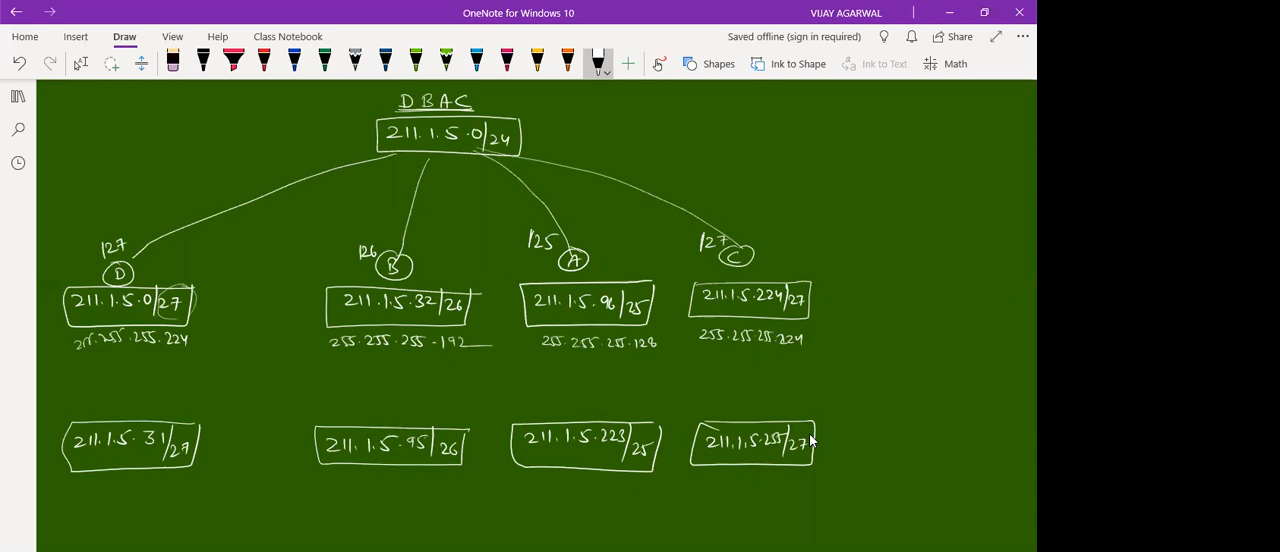 OneNote for Windows 10
VIJAY AGARWAL
Home Insert Draw View Help Class Notebook
Saved offline (sign in required)
Share
Shapes Ink to Shape Ink to Text Math
DBAC
211.1.5.0/24
/27 /26 /25 /27
D B A C
211.1.5.0/27 211.1.5.32/26 211.1.5.96/25 211.1.5.224/27
255.255.255.224 255.255.255.192 255.255.255.128 255.255.255.224
211.1.5.31/27 211.1.5.95/26 211.1.5.223/25 211.1.5.255/27